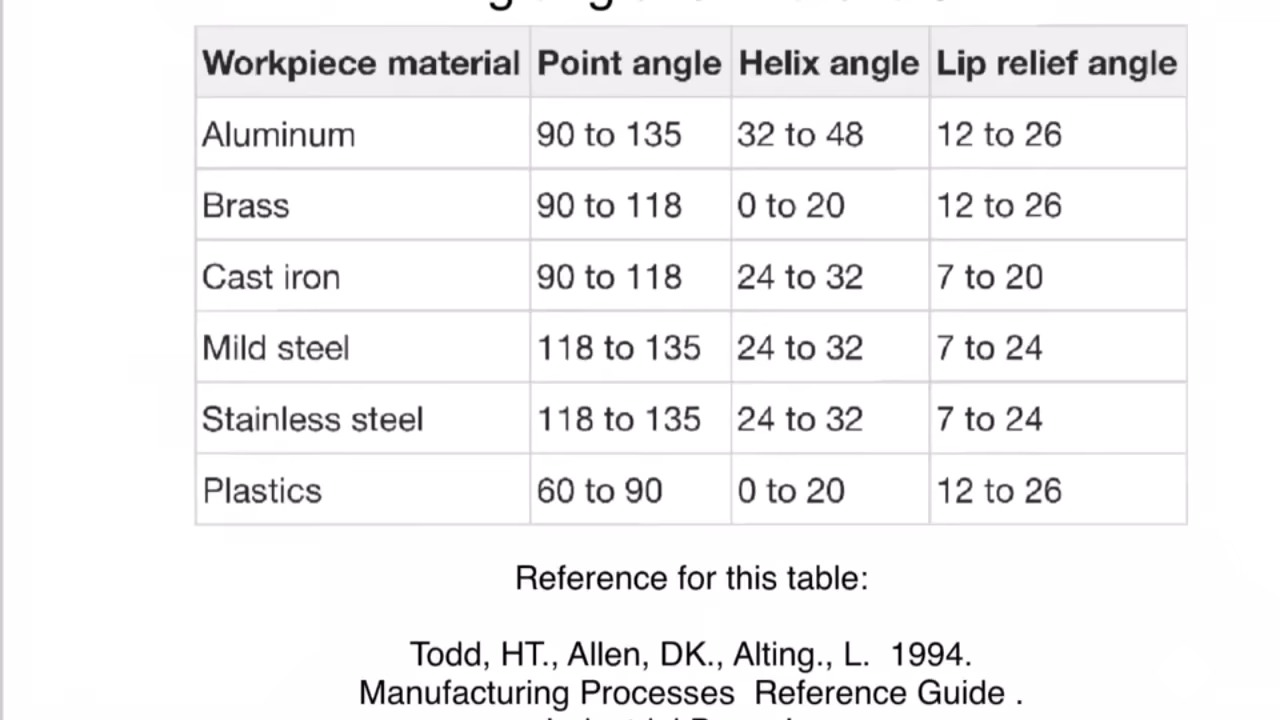 Workpiece material Point angle Helix angle Lip relief angle
Aluminum 90 to 135 32 to 48 12 to 26
Brass 90 to 118 0 to 20 12 to 26
Cast iron 90 to 118 24 to 32 7 to 20
Mild steel 118 to 135 24 to 32 7 to 24
Stainless steel 118 to 135 24 to 32 7 to 24
Plastics 60 to 90 0 to 20 12 to 26
Reference for this table:
Todd, HT., Allen, DK., Alting., L. 1994.
Manufacturing Processes Reference Guide .